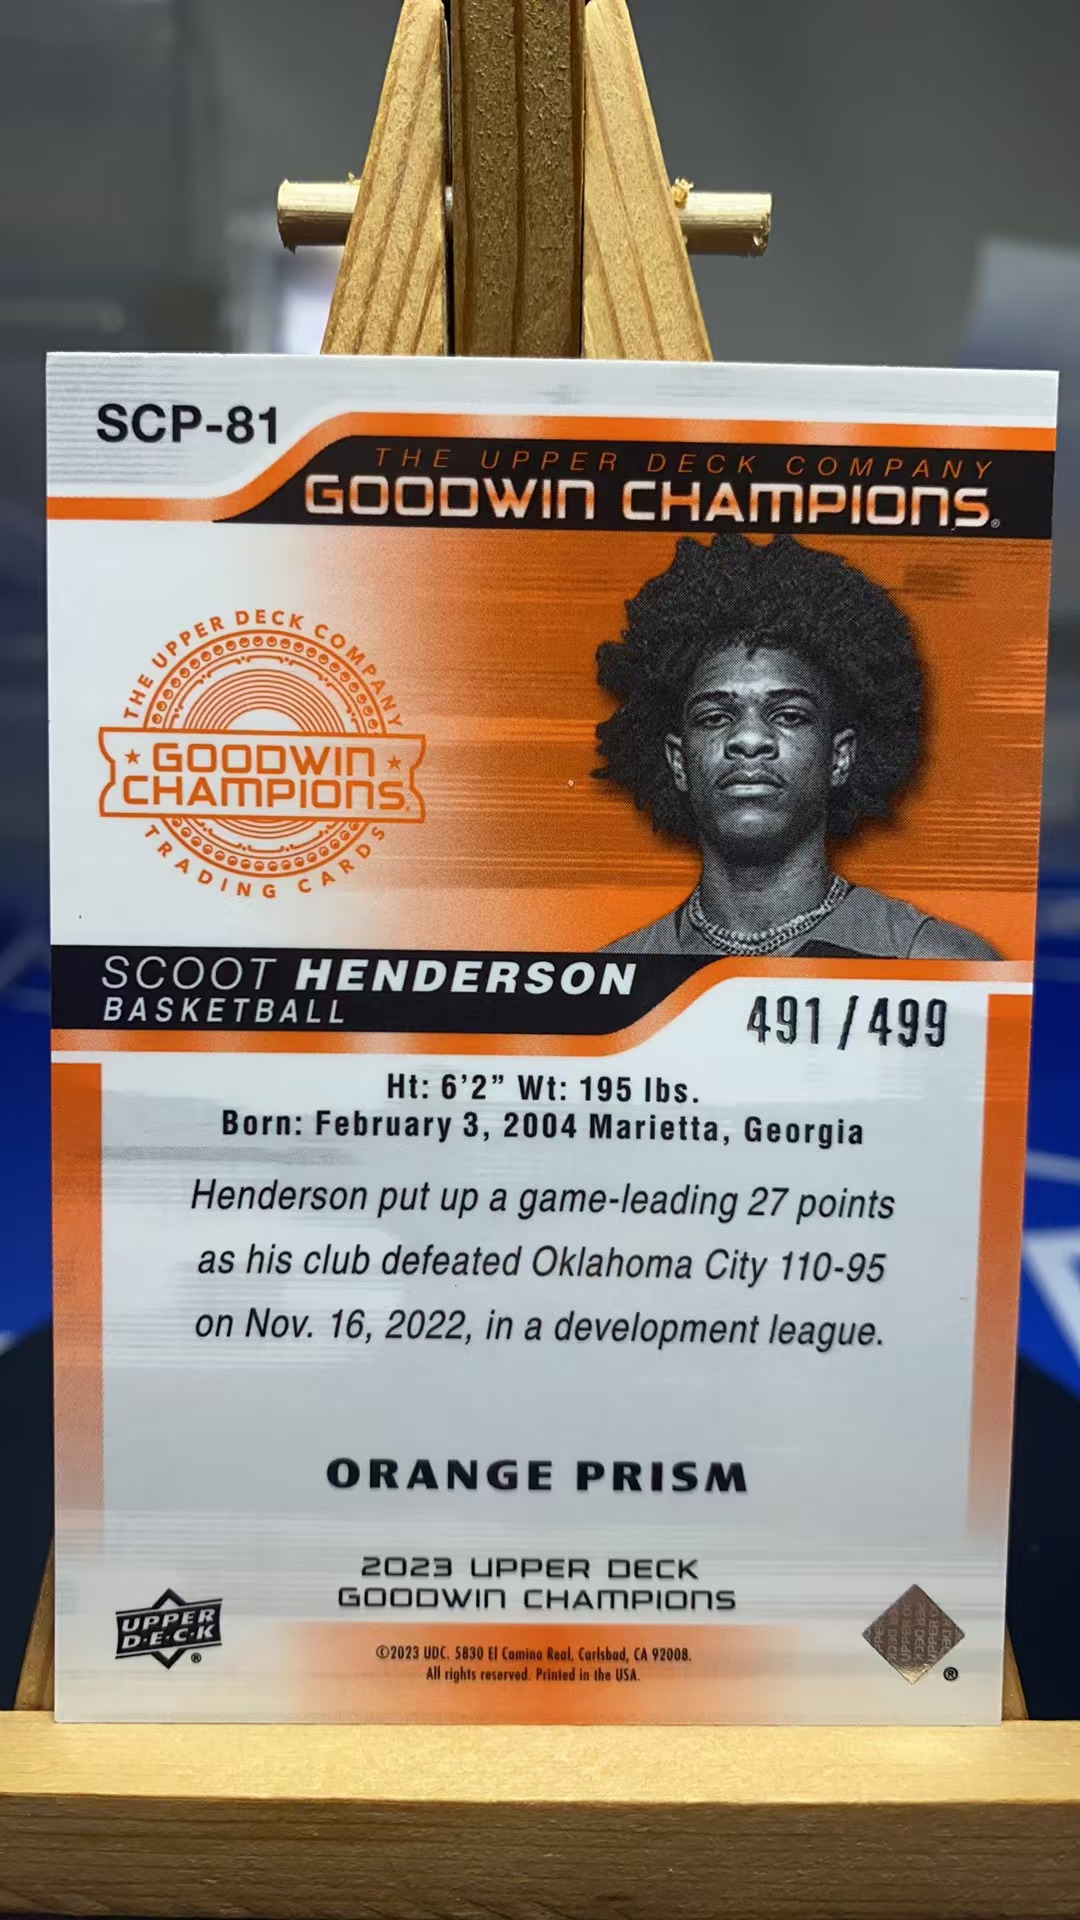 SCP-81
THE UPPER DECK COMPANY
GOODWIN CHAMPIONS®
THE UPPER DECK COMPANY
★ GOODWIN ★
CHAMPIONS
TRADING CARDS
SCOOT HENDERSON
BASKETBALL
491/499
Ht: 6'2” Wt: 195 lbs.
Born: February 3, 2004 Marietta, Georgia
Henderson put up a game-leading 27 points
as his club defeated Oklahoma City 110-95
on Nov. 16, 2022, in a development league.
ORANGE PRISM
2023 UPPER DECK
GOODWIN CHAMPIONS
UPPER
D·E·C·K®
©2023 UDC. 5830 El Camino Real, Carlsbad, CA 92008.
All rights reserved. Printed in the USA.
®